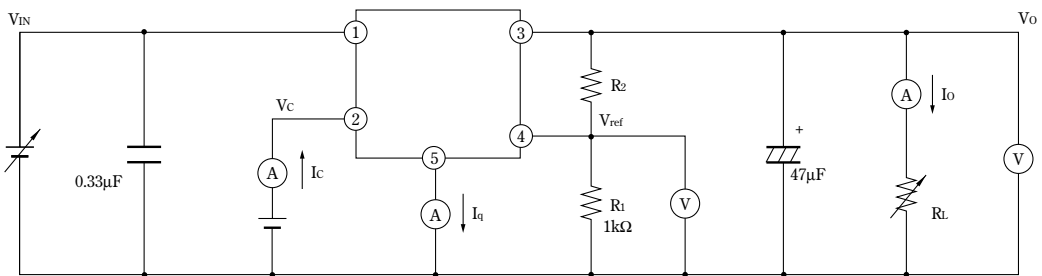 VIN
VO
1
3
R2
A
IO
VC
2
4
Vref
+
5
A
IC
0.33μF
47μF
V
A
Iq
R1
1kΩ
V
RL